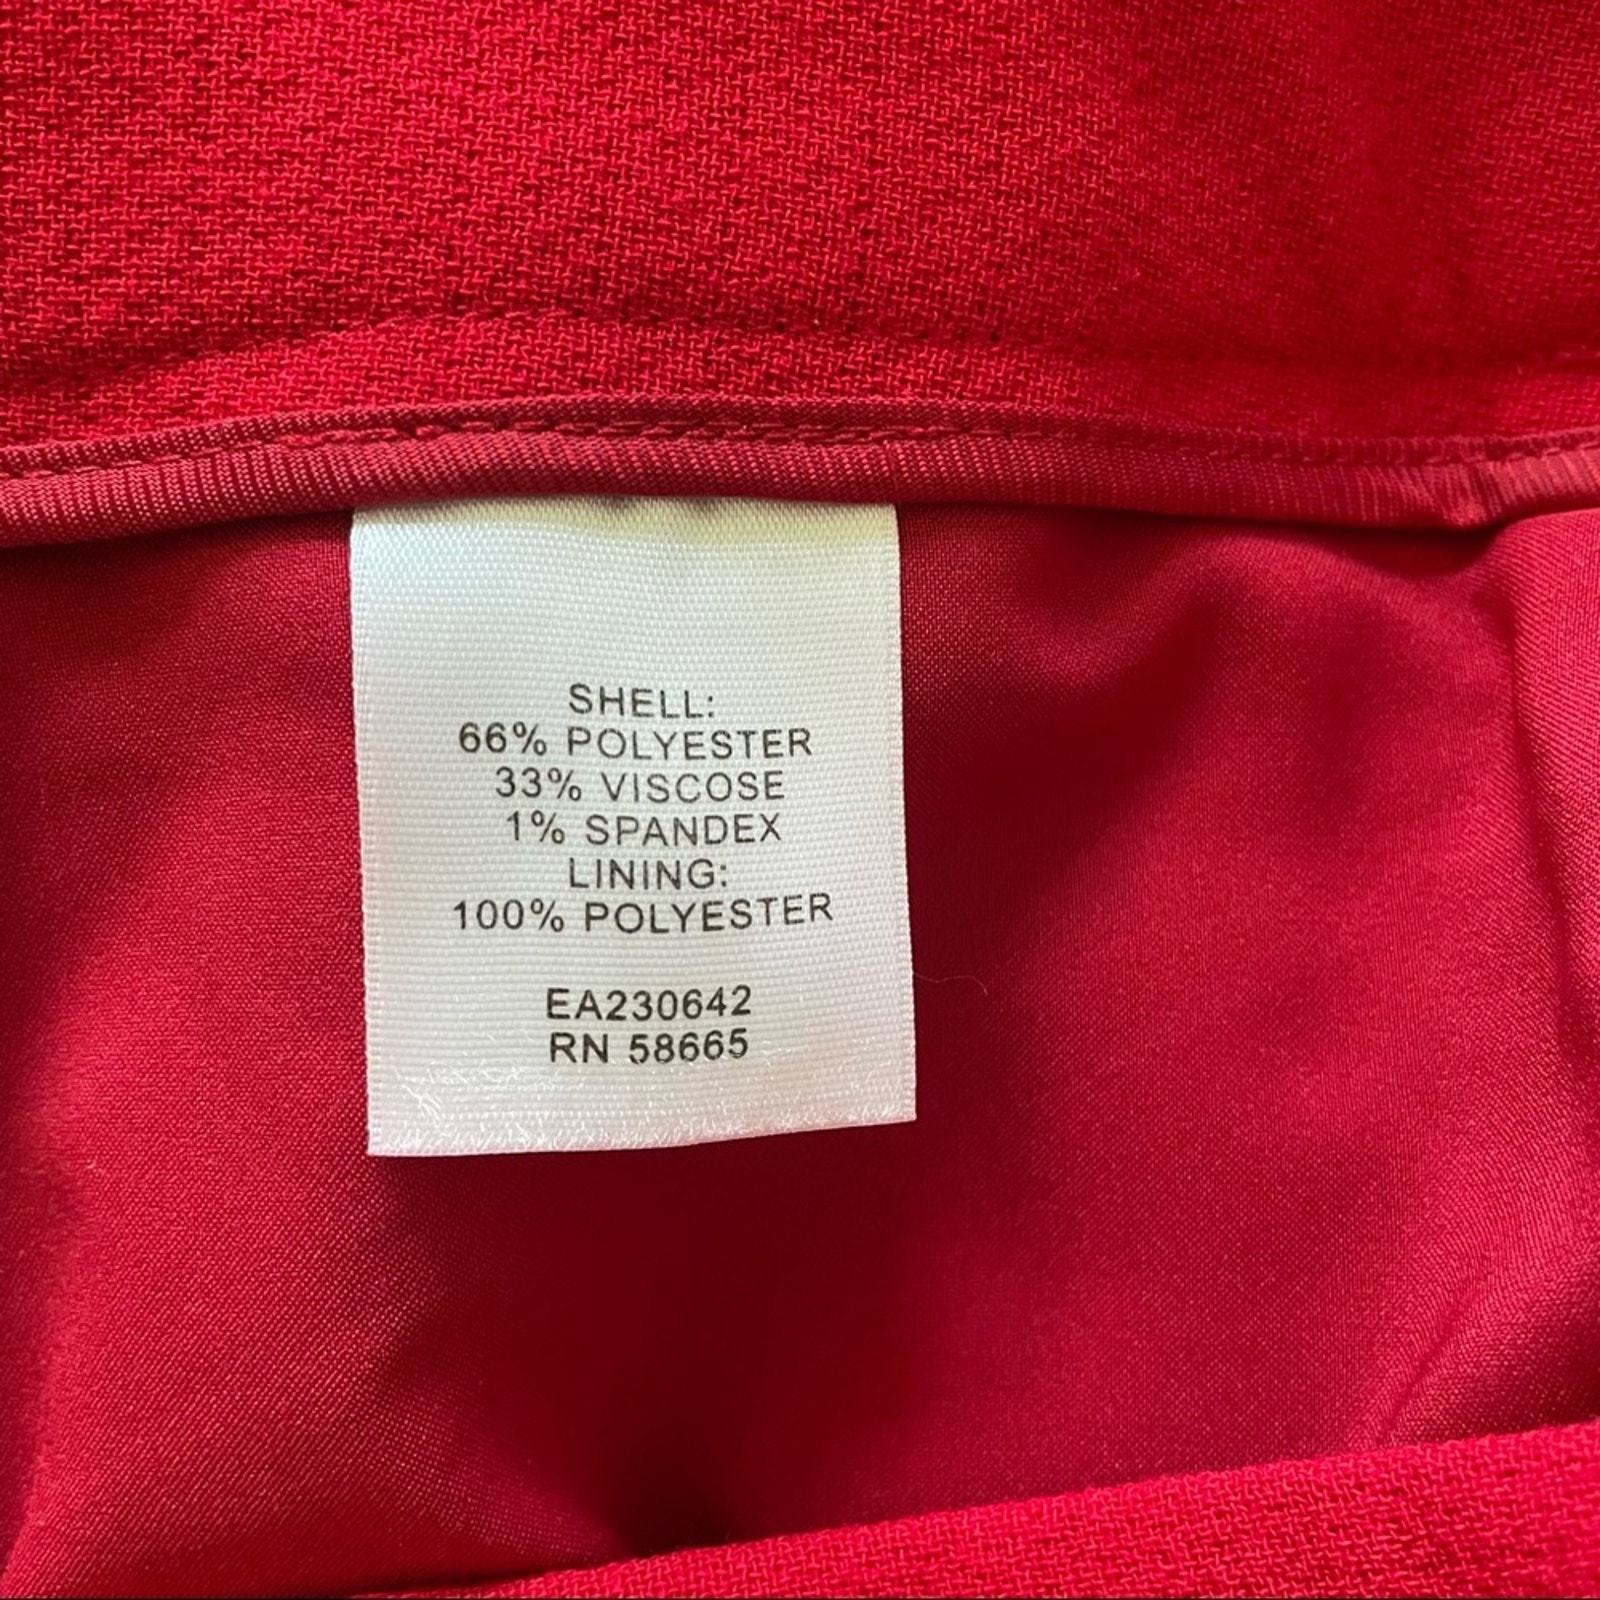 SHELL:
66% POLYESTER
33% VISCOSE
1% SPANDEX
LINING:
100% POLYESTER
EA230642
RN 58665